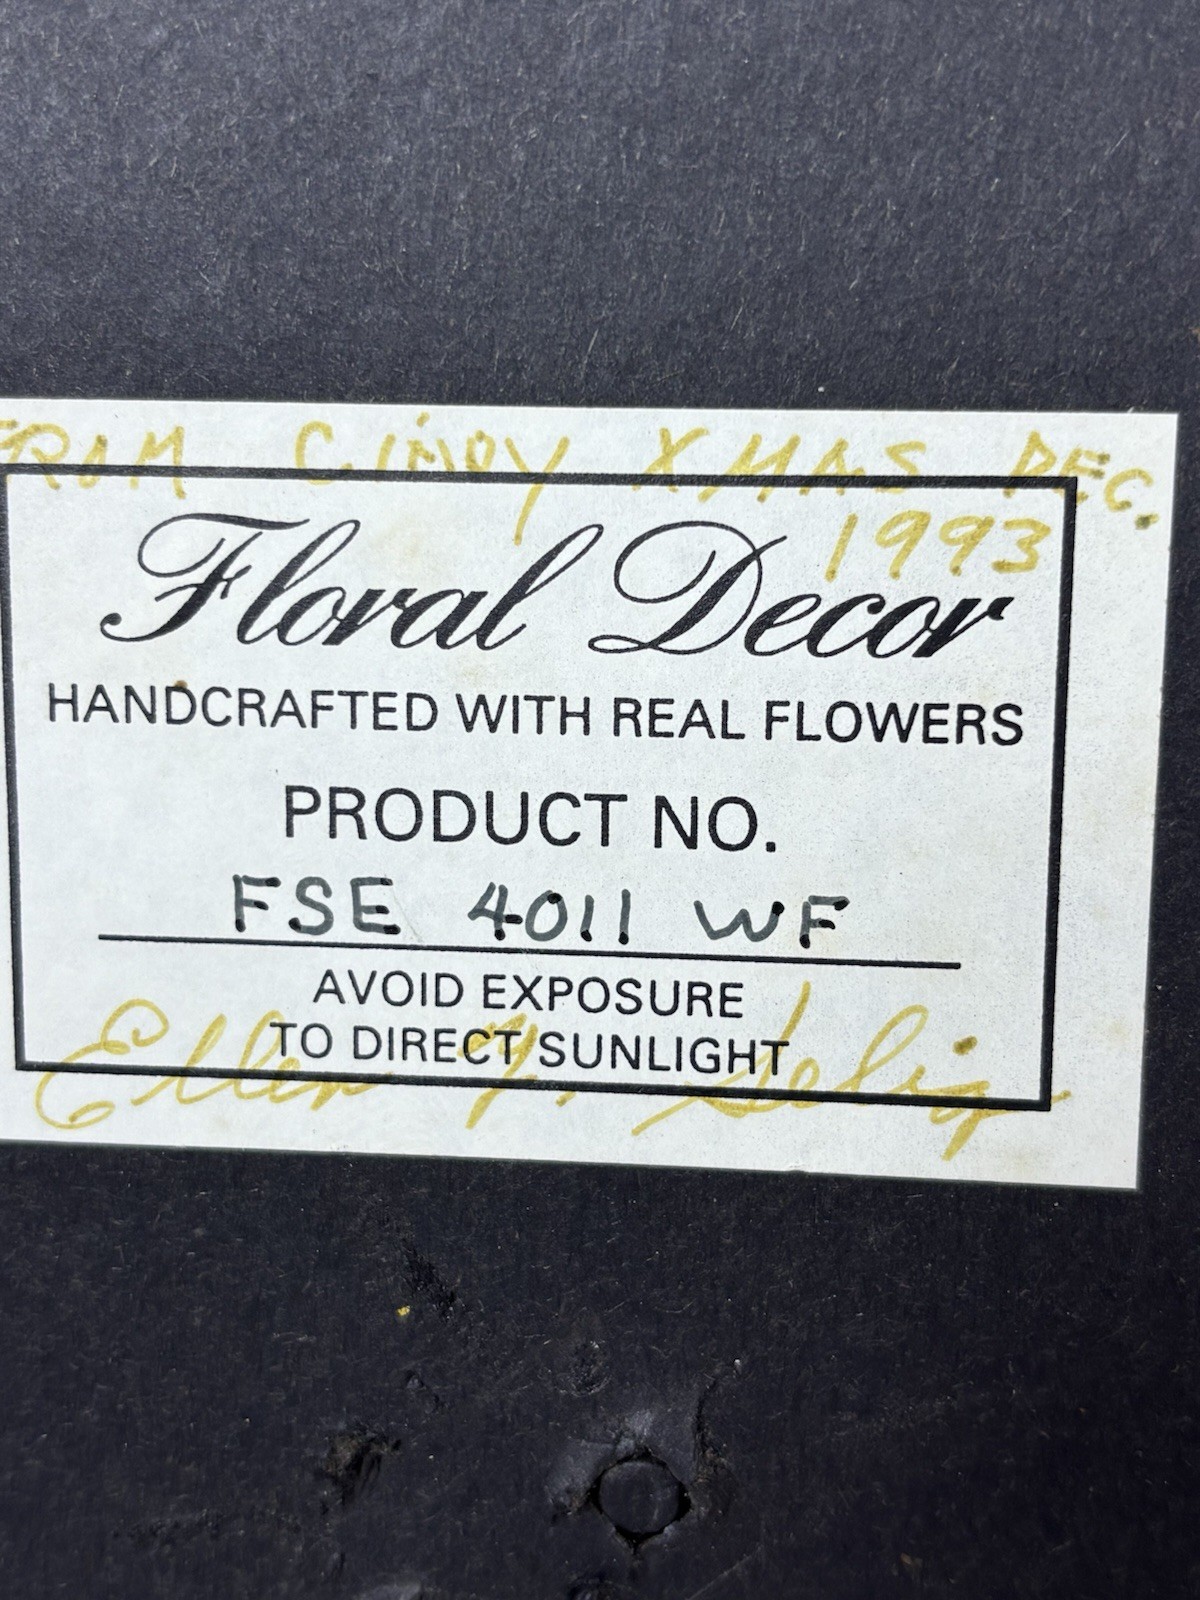 FROM CINDY XMAS DEC.
1993
Floral Decor
HANDCRAFTED WITH REAL FLOWERS
PRODUCT NO.
FSE 4011 WF
AVOID EXPOSURE
TO DIRECT SUNLIGHT
Ellen Y. Selig